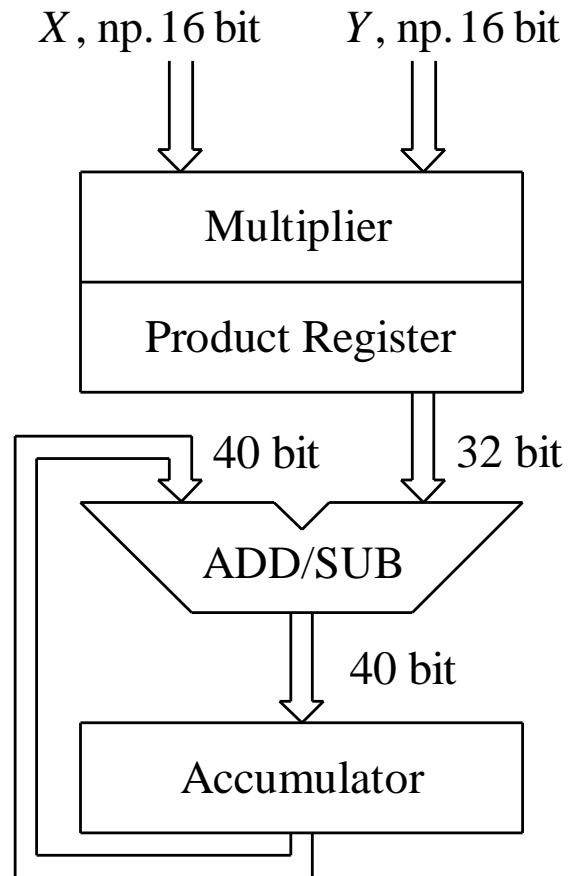 X, np. 16 bit Y, np. 16 bit
Multiplier
Product Register
40 bit 32 bit
ADD/SUB
40 bit
Accumulator